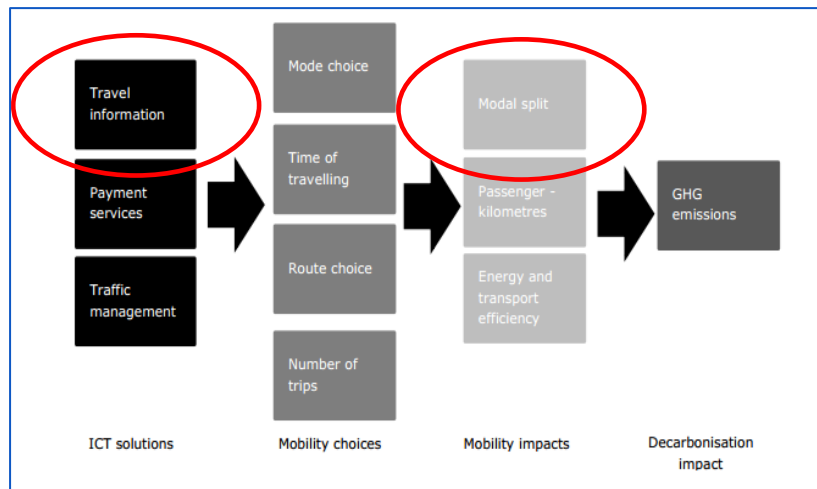 Travel
information
Payment
services
Traffic
management
ICT solutions
Mode choice
Time of
travelling
Route choice
Number of
trips
Mobility choices
Modal split
Passenger -
kilometres
Energy and
transport
efficiency
Mobility impacts
GHG
emissions
Decarbonisation
impact